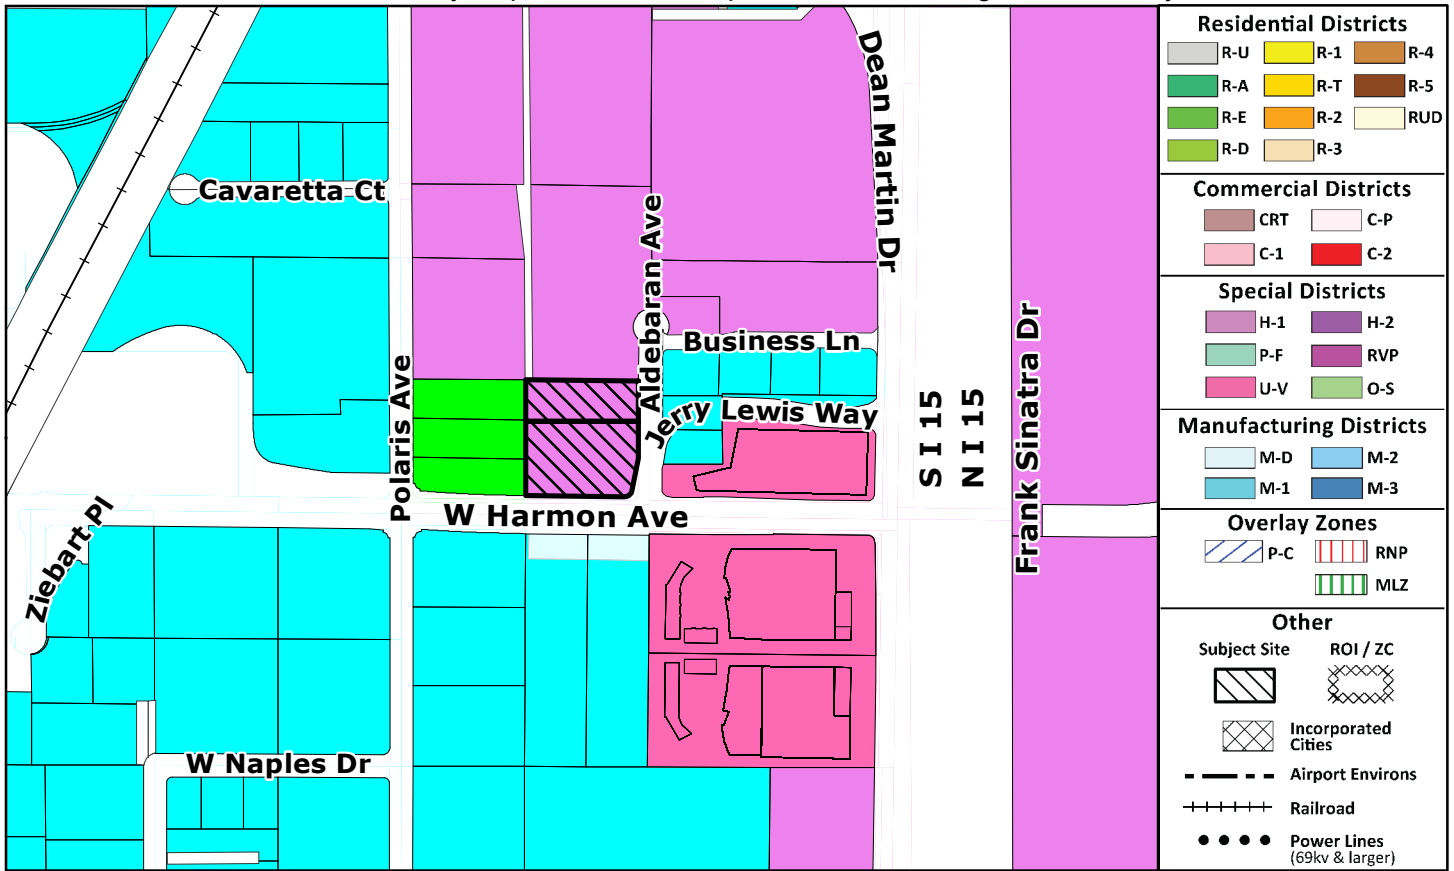 Dean Martin Dr
Cavaretta Ct
Aldebaran Ave
Business Ln
Frank Sinatra Dr
Polaris Ave
Jerry Lewis Way
S I 15
N I 15
W Harmon Ave
Ziebart Pl
W Naples Dr
Residential Districts
R-U R-1 R-4
R-A R-T R-5
R-E R-2 RUD
R-D R-3
Commercial Districts
CRT C-P
C-1 C-2
Special Districts
H-1 H-2
P-F RVP
U-V O-S
Manufacturing Districts
M-D M-2
M-1 M-3
Overlay Zones
P-C RNP
MLZ
Other
Subject Site ROI / ZC
Incorporated
Cities
Airport Environs
Railroad
Power Lines
(69kv & larger)